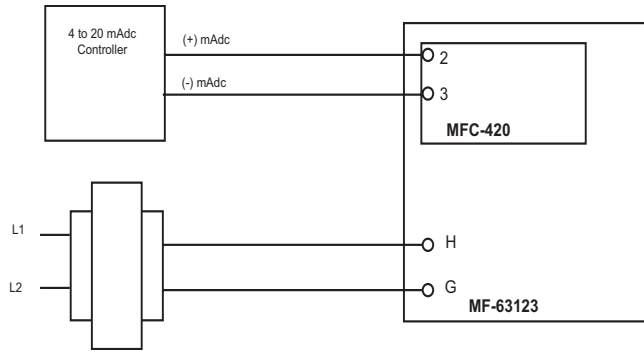 4 to 20 mAdc
Controller
(+) mAdc
2
(-) mAdc
3
MFC-420
L1
H
L2
G
MF-63123